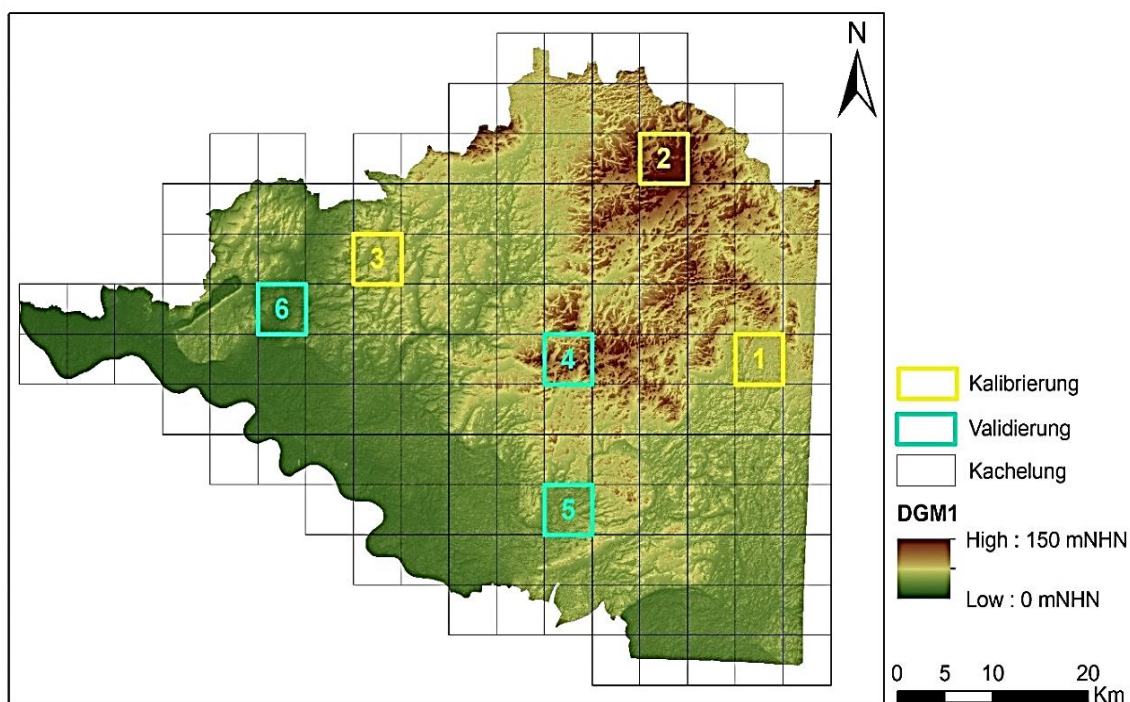 N
2
3
6
4
1
5
Kalibrierung
Validierung
Kachelung
DGM1
High : 150 mNHN
Low : 0 mNHN
0 5 10 20
Km